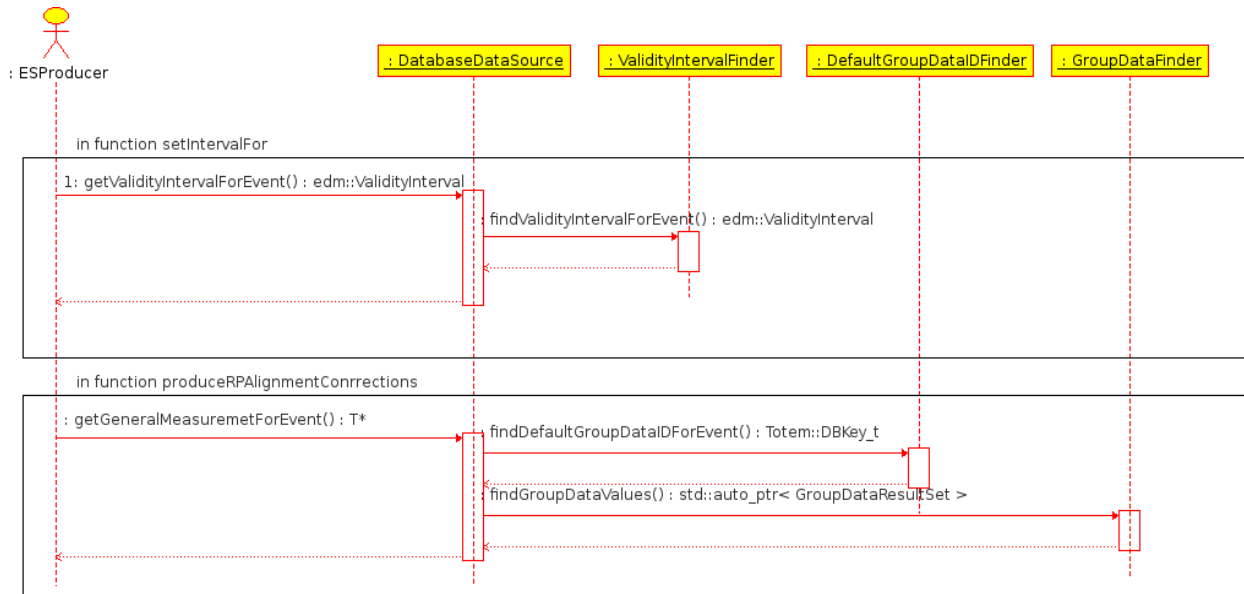 : ESProducer
: DatabaseDataSource
: ValidityIntervalFinder
: DefaultGroupDataIDFinder
: GroupDataFinder
in function setIntervalFor
1: getValidityIntervalForEvent() : edm::ValidityInterval
: findValidityIntervalForEvent() : edm::ValidityInterval
in function produceRPAlignmentConrrections
: getGeneralMeasuremetForEvent() : T*
: findDefaultGroupDataIDForEvent() : Totem::DBKey_t
: findGroupDataValues() : std::auto_ptr< GroupDataResultSet >